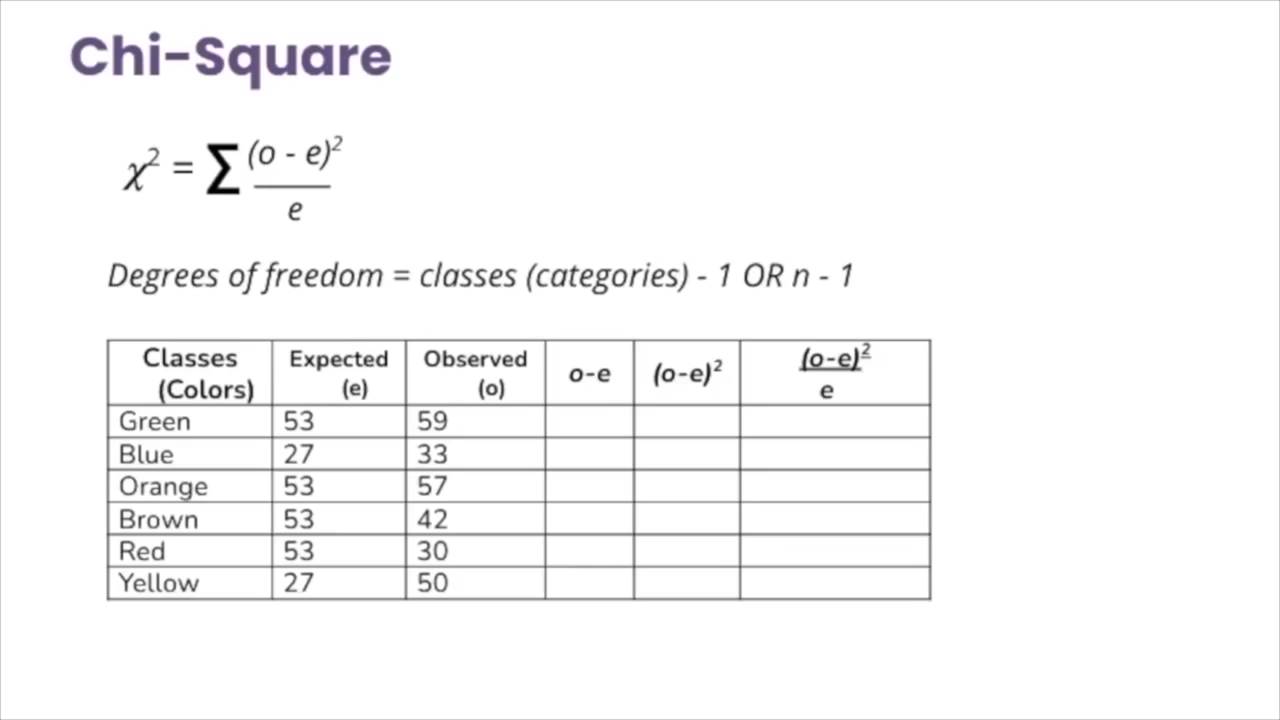 Chi-Square
χ² = Σ (o - e)²
e
Degrees of freedom = classes (categories) - 1 OR n - 1
Classes (Colors) Expected (e) Observed (o) o-e (o-e)² (o-e)² e
Green 53 59
Blue 27 33
Orange 53 57
Brown 53 42
Red 53 30
Yellow 27 50